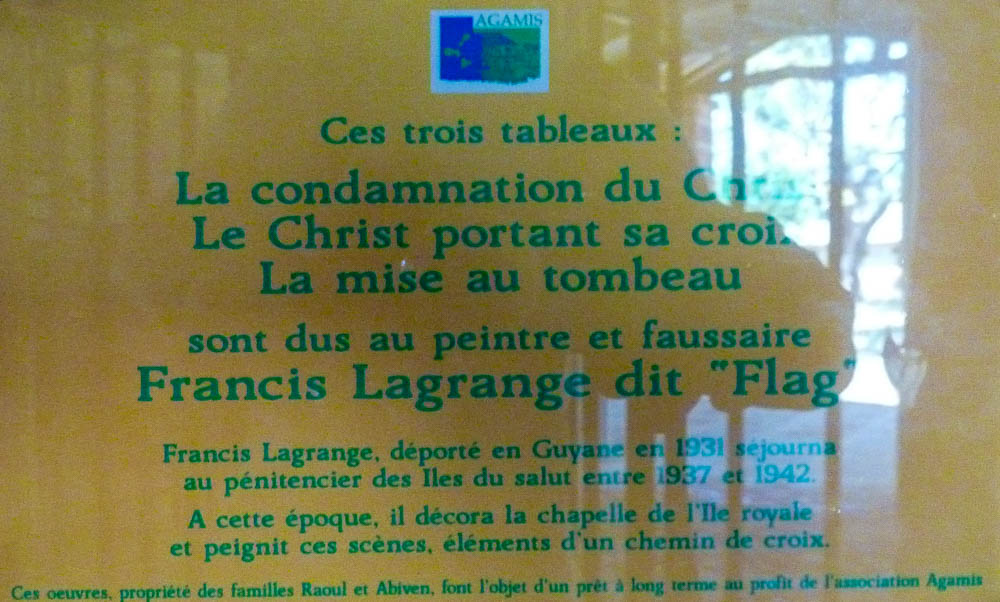 AGAMIS
Ces trois tableaux :
La condamnation du
Le Christ portant sa croix
La mise au tombeau
sont dus au peintre et faussaire
Francis Lagrange dit "Flag"
Francis Lagrange, déporté en Guyane en 1931 séjourna
au pénitencier des Iles du salut entre 1937 et 1942.
A cette époque, il décora la chapelle de l'Ile royale
et peignit ces scènes, éléments d'un chemin de croix.
Ces oeuvres, propriété des familles Raoul et Abiven, font l'objet d'un prêt à long terme au profit de l'association Agamis